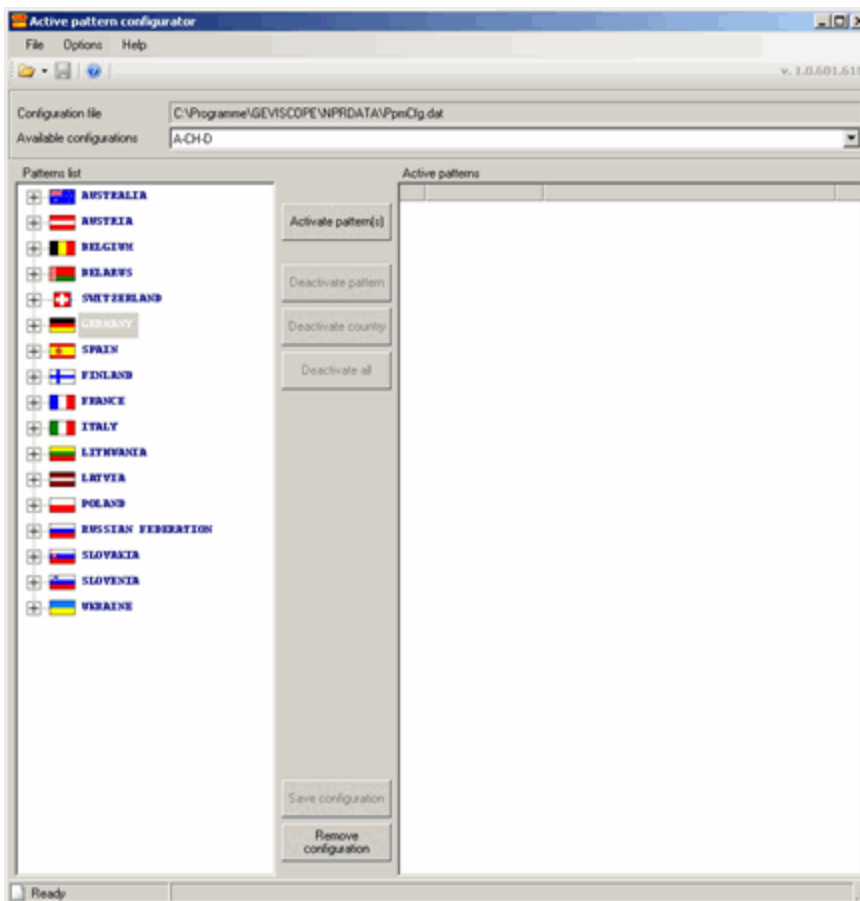 Active pattern configurator
File Options Help
v. 1.0.601.618
Configuration file C:\Programme\GEVISCOPE\NPRDATA\PpmCfg.dat
Available configurations A-CH-D
Patterns list Active patterns
AUSTRALIA
AUSTRIA
BELGIUM
BELARUS
SWITZERLAND
GERMANY
SPAIN
FINLAND
FRANCE
ITALY
LITHUANIA
LATVIA
POLAND
RUSSIAN FEDERATION
SLOVAKIA
SLOVENIA
UKRAINE
Activate pattern(s)
Deactivate pattern
Deactivate country
Deactivate all
Save configuration
Remove
configuration
Ready